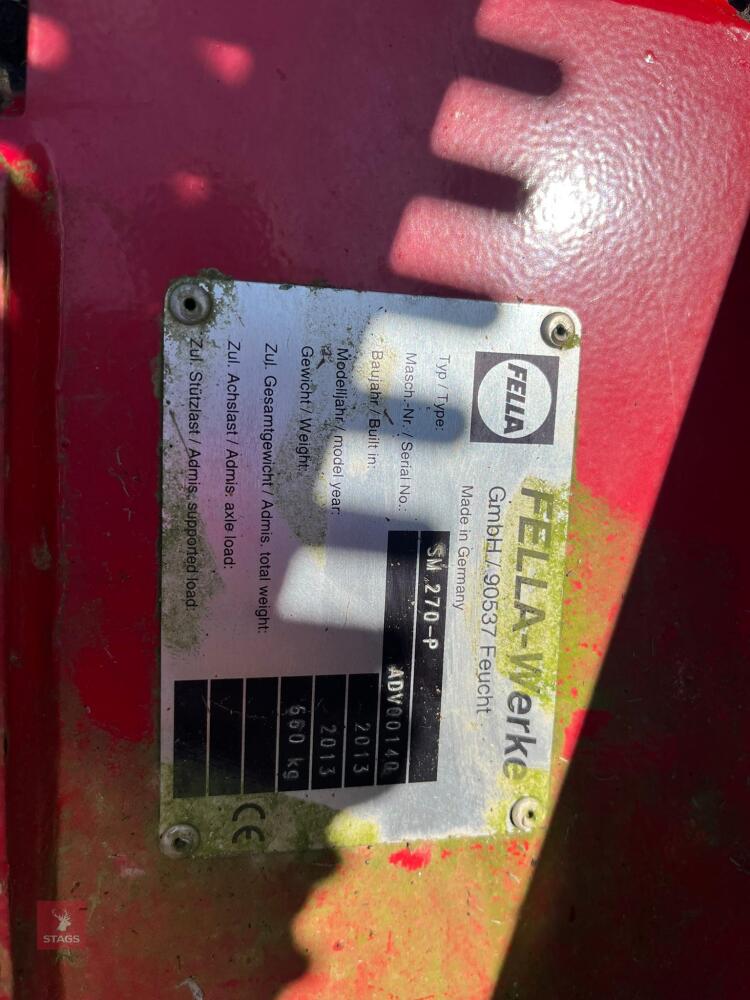 FELLA
FELLA-Werke
GmbH / 90537 Feucht
Made in Germany
Typ / Type: SM 270-P
Masch.-Nr. / Serial No.: ADV00140
Baujahr / Built in: 2013
Modelljahr / model year: 2013
Gewicht / Weight: 660 kg
Zul. Gesamtgewicht / Admis. total weight:
Zul. Achslast / Admis. axle load:
Zul. Stützlast / Admis. supported load:
CE
STAGS